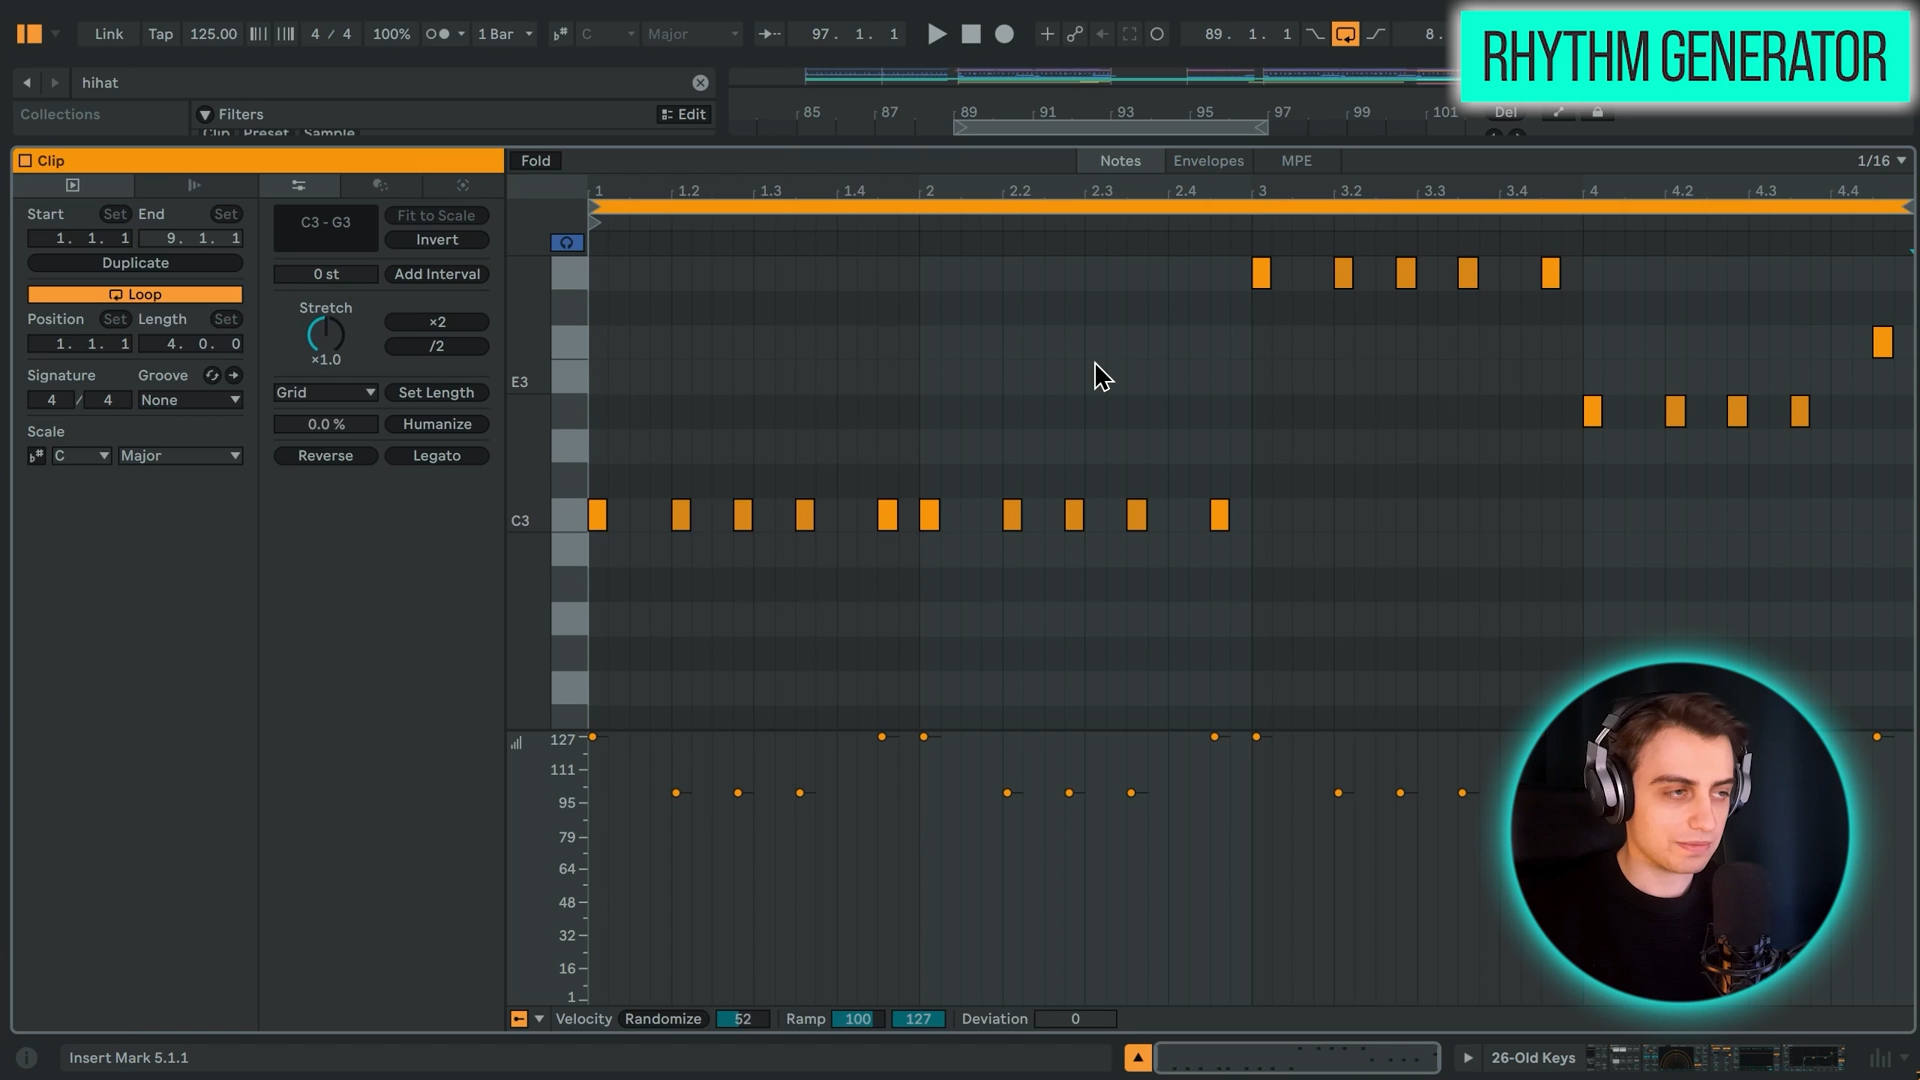 Link Tap 125.00 4 / 4 100% 1 Bar C Major 97. 1. 1 89. 1. 1 8.
RHYTHM GENERATOR
hihat
Collections Filters Edit 85 87 89 91 93 95 97 99 101 Del
Clip Preset Sample
Clip Fold Notes Envelopes MPE 1/16
1 1.2 1.3 1.4 2 2.2 2.3 2.4 3 3.2 3.3 3.4 4 4.2 4.3 4.4
Start Set End Set C3 - G3 Fit to Scale
1. 1. 1 9. 1. 1 Invert
Duplicate 0 st Add Interval
Loop Stretch
Position Set Length Set ×2
1. 1. 1 4. 0. 0 /2
×1.0
Signature Groove
4 / 4 None Grid Set Length
E3
0.0 % Humanize
Scale
C Major Reverse Legato
C3
127
111
95
79
64
48
32
16
1
Velocity Randomize 52 Ramp 100 127 Deviation 0
Insert Mark 5.1.1 26-Old Keys